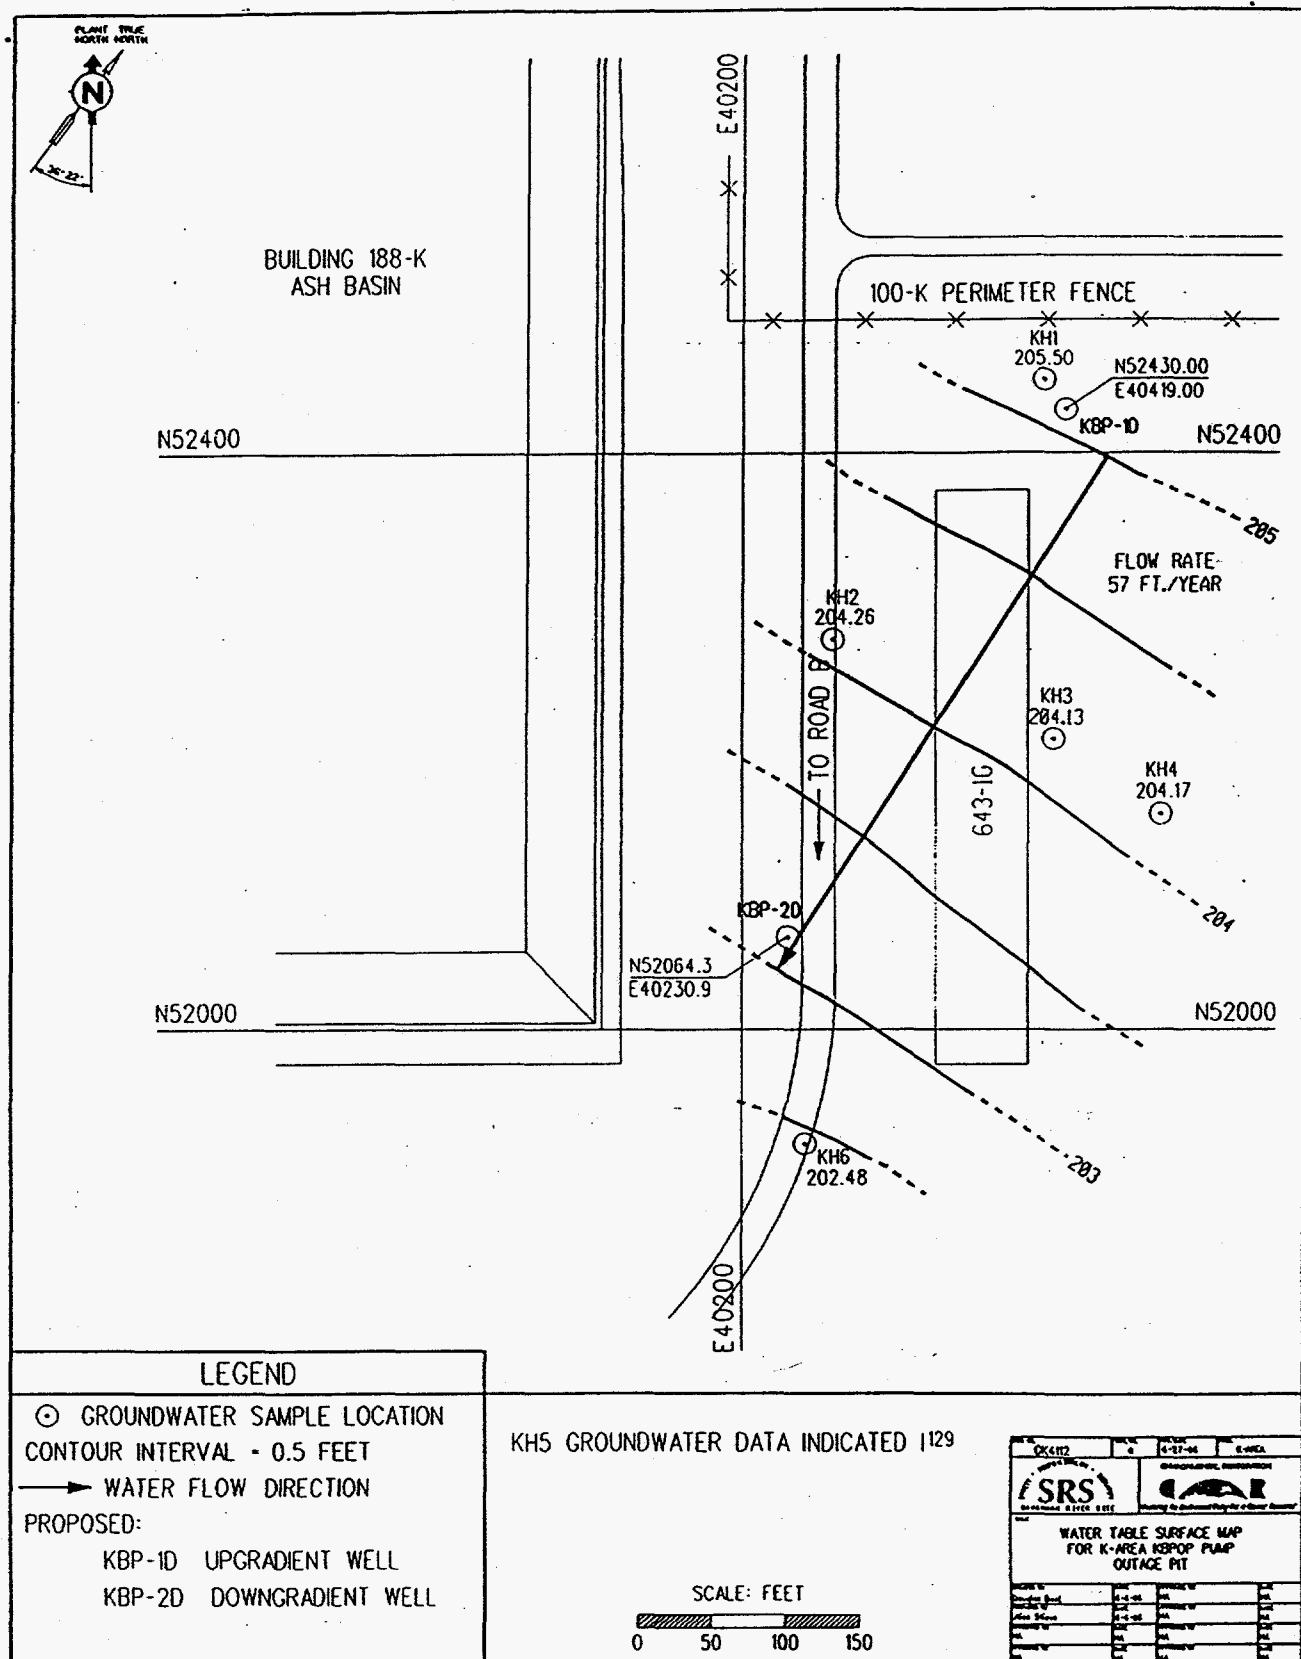 PLANT TRUE
NORTH NORTH
N
36°22'
E40200
BUILDING 188-K
ASH BASIN
100-K PERIMETER FENCE
KH1
205.50
N52430.00
E40419.00
KBP-1D
N52400
N52400
205
FLOW RATE-
57 FT./YEAR
KH2
204.26
TO ROAD B
KH3
204.13
KH4
204.17
643-1G
204
KBP-2D
N52064.3
E40230.9
N52000
N52000
203
KH6
202.48
E40200
LEGEND
GROUNDWATER SAMPLE LOCATION
CONTOUR INTERVAL - 0.5 FEET
WATER FLOW DIRECTION
PROPOSED:
KBP-1D UPGRADIENT WELL
KBP-2D DOWNGRADIENT WELL
KH5 GROUNDWATER DATA INDICATED
SCALE: FEET
0 50 100 150
SRS
SAVANNAH RIVER SITE
WATER TABLE SURFACE MAP
FOR K-AREA KBPOP PUMP
OUTAGE PIT